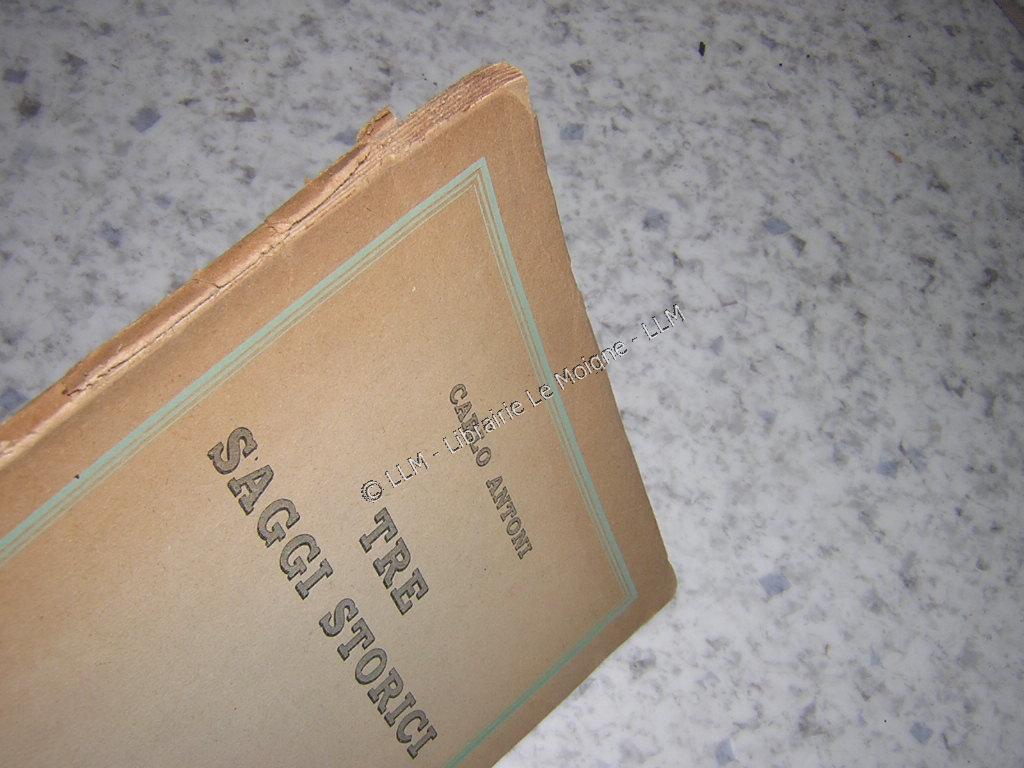 CARLO ANTONI
TRE
SAGGI STORICI
© LLM - Librairie Le Moigne - LLM